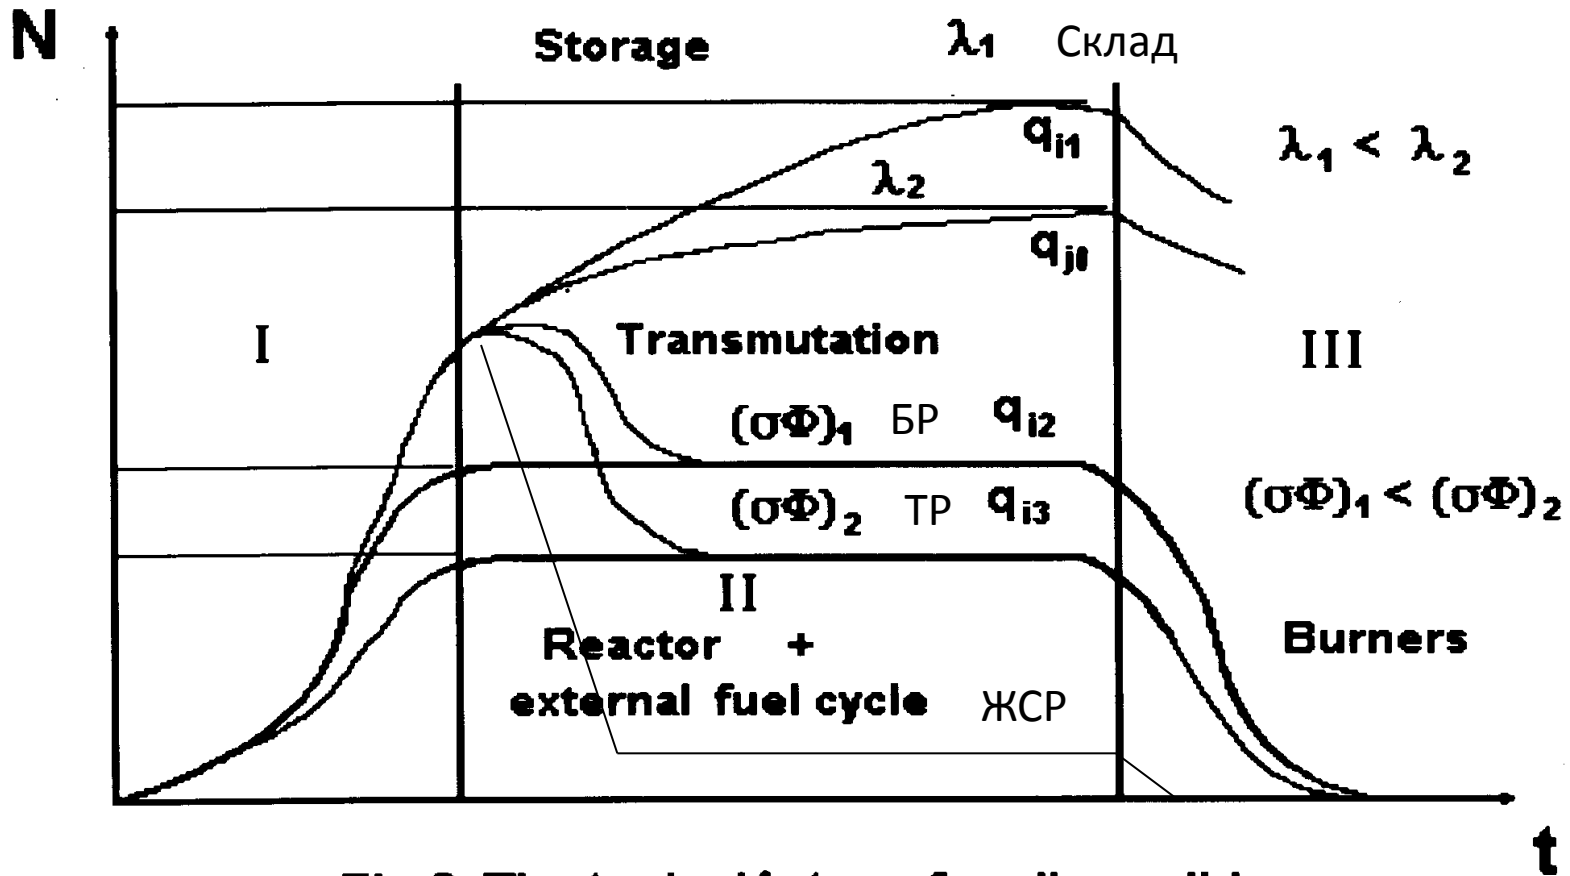 N
Storage λ1 Склад
qi1
λ1 < λ2
λ2
I
Transmutation
III
(σΦ)1 БР qi2
(σΦ)2 ТР qi3
(σΦ)1 < (σΦ)2
II
Reactor +
external fuel cycle ЖСР
Burners
t